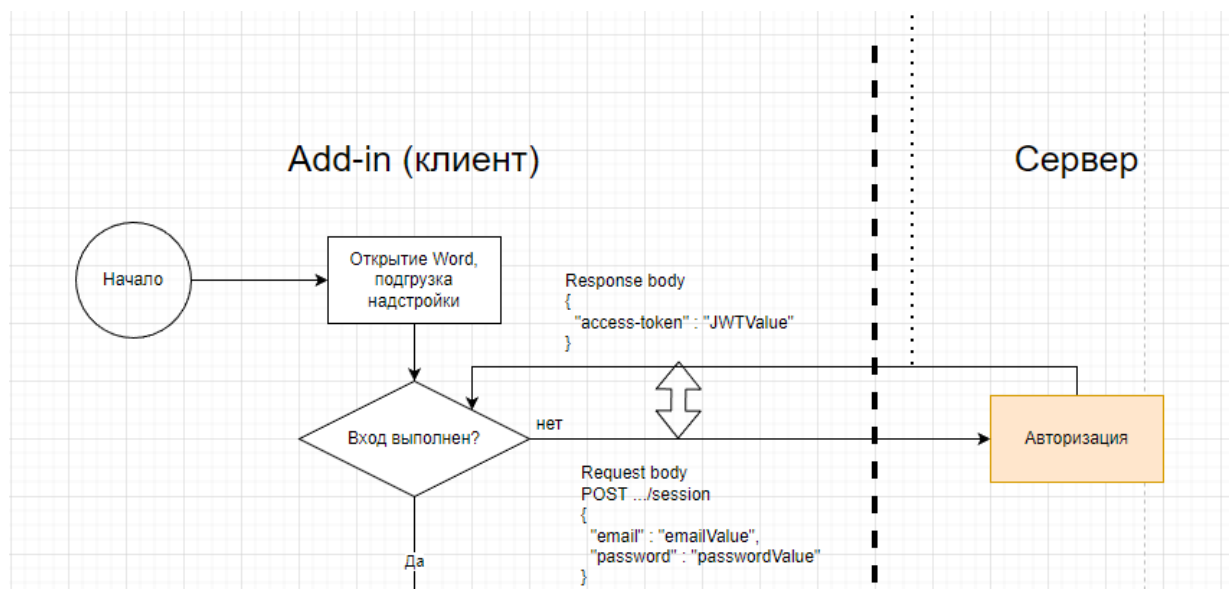 Add-in (клиент)
Сервер
Начало
Открытие Word,
подгрузка
надстройки
Response body
{
"access-token" : "JWTValue"
}
Вход выполнен?
нет
Авторизация
Request body
POST .../session
{
"email" : "emailValue",
"password" : "passwordValue"
}
Да